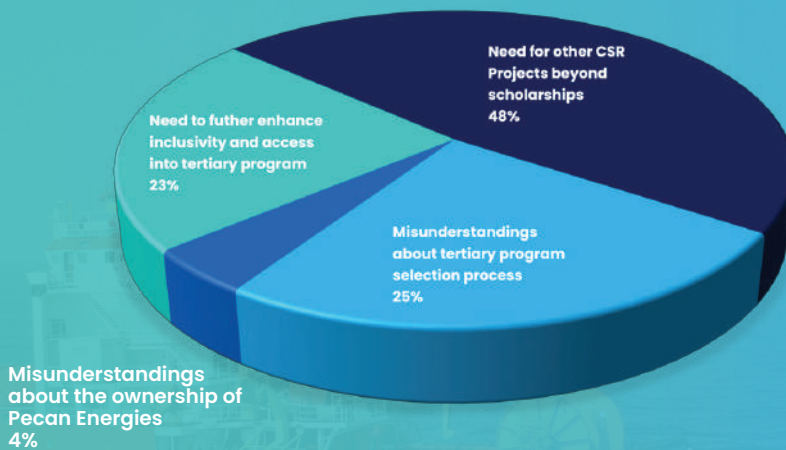 Need for other CSR
Projects beyond
scholarships
48%
Need to futher enhance
inclusivity and access
into tertiary program
23%
Misunderstandings
about tertiary program
selection process
25%
Misunderstandings
about the ownership of
Pecan Energies
4%